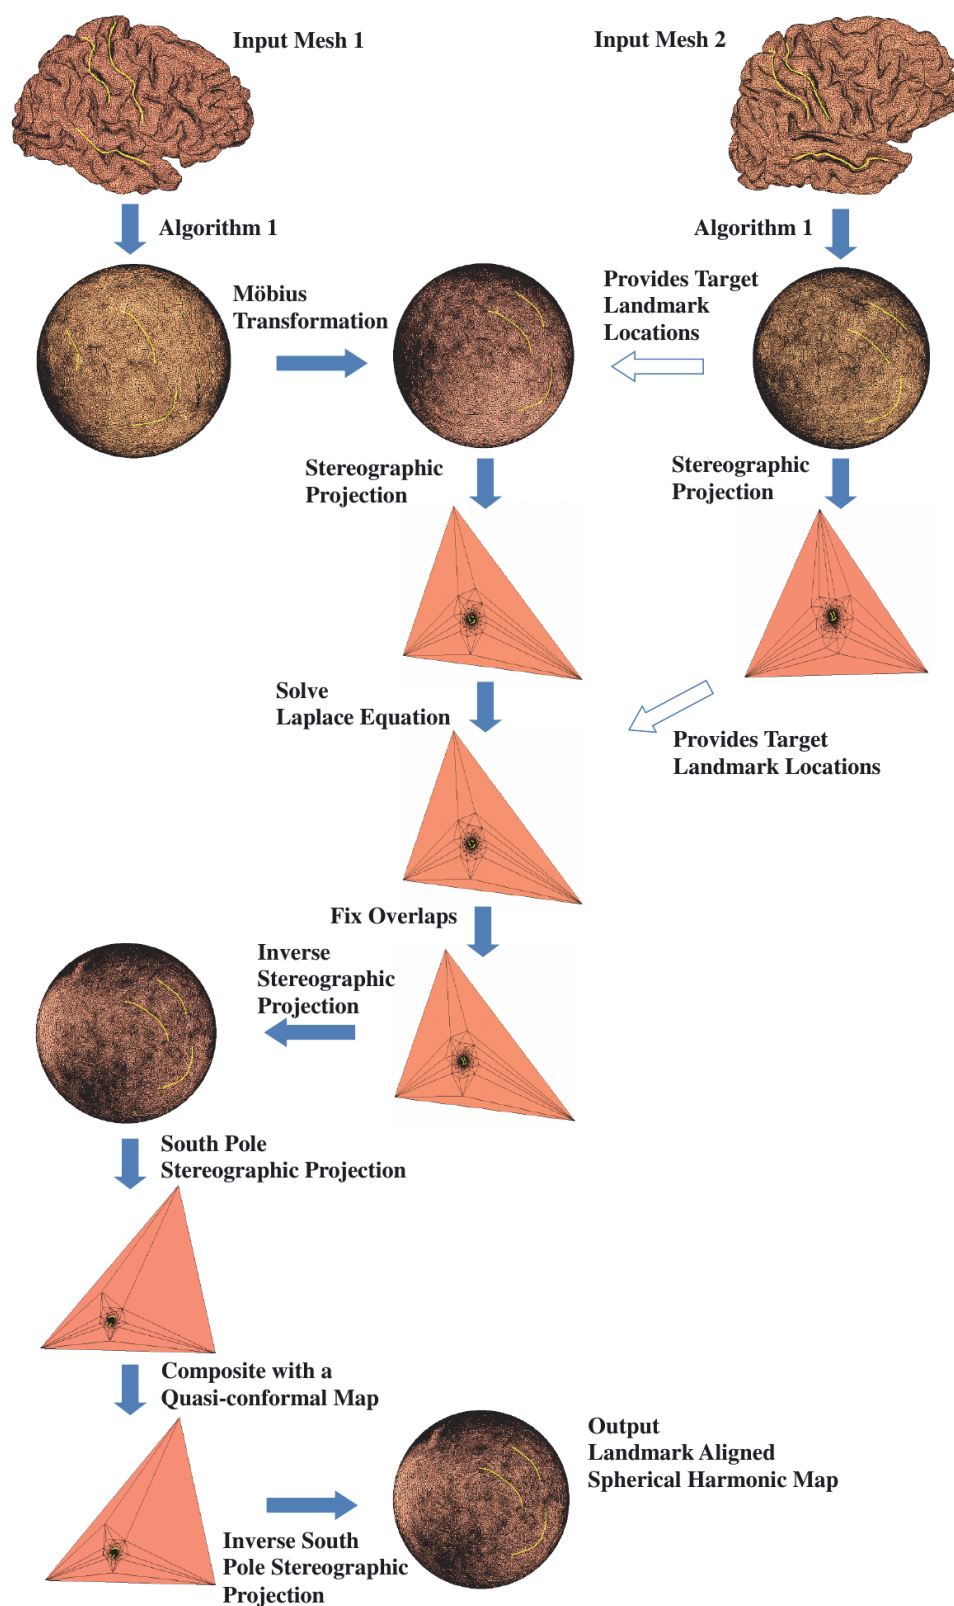 Input Mesh 1
Input Mesh 2
Algorithm 1
Algorithm 1
Möbius
Transformation
Provides Target
Landmark
Locations
Stereographic
Projection
Stereographic
Projection
Solve
Laplace Equation
Provides Target
Landmark Locations
Fix Overlaps
Inverse
Stereographic
Projection
South Pole
Stereographic Projection
Composite with a
Quasi-conformal Map
Output
Landmark Aligned
Spherical Harmonic Map
Inverse South
Pole Stereographic
Projection